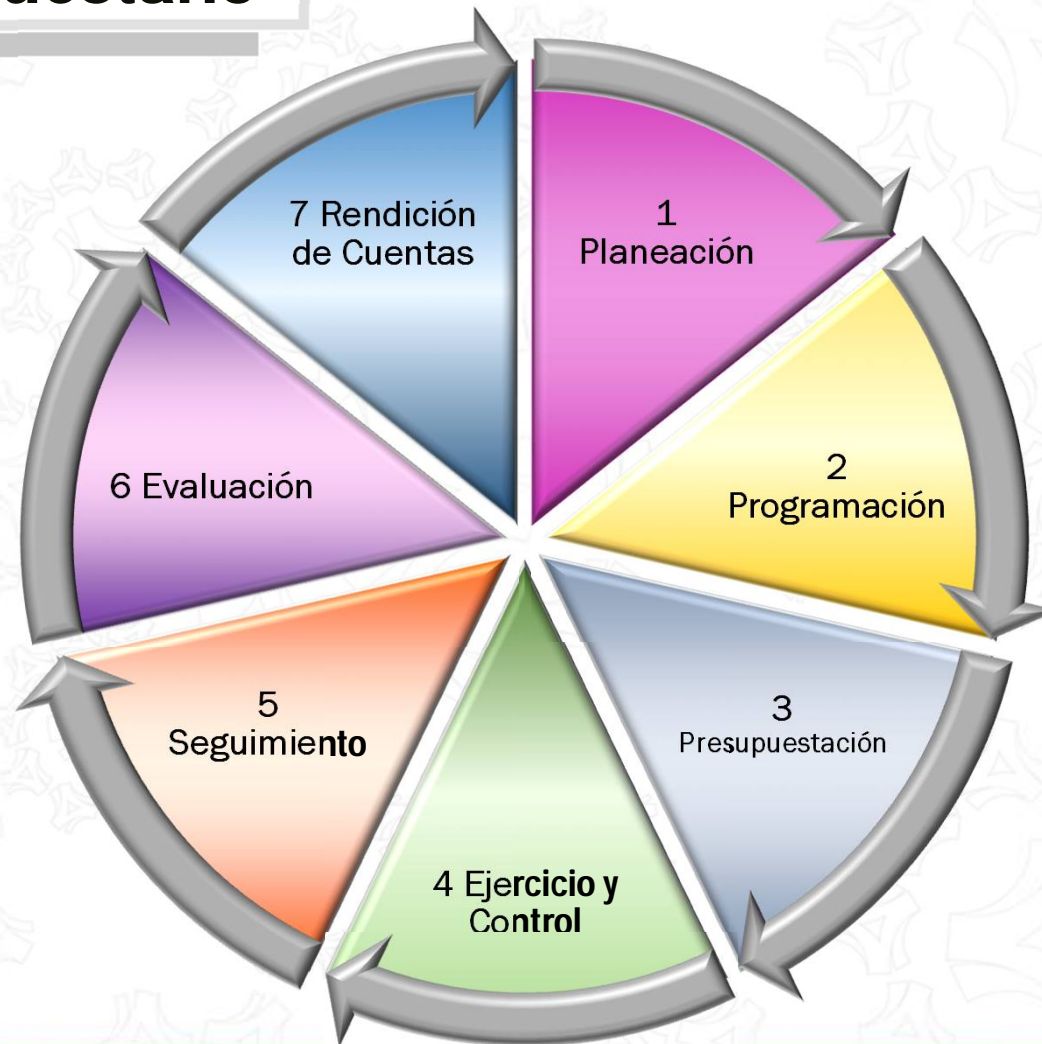 1
Planeación
2
Programación
3
Presupuestación
4 Ejercicio y
Control
5
Seguimiento
6 Evaluación
7 Rendición
de Cuentas